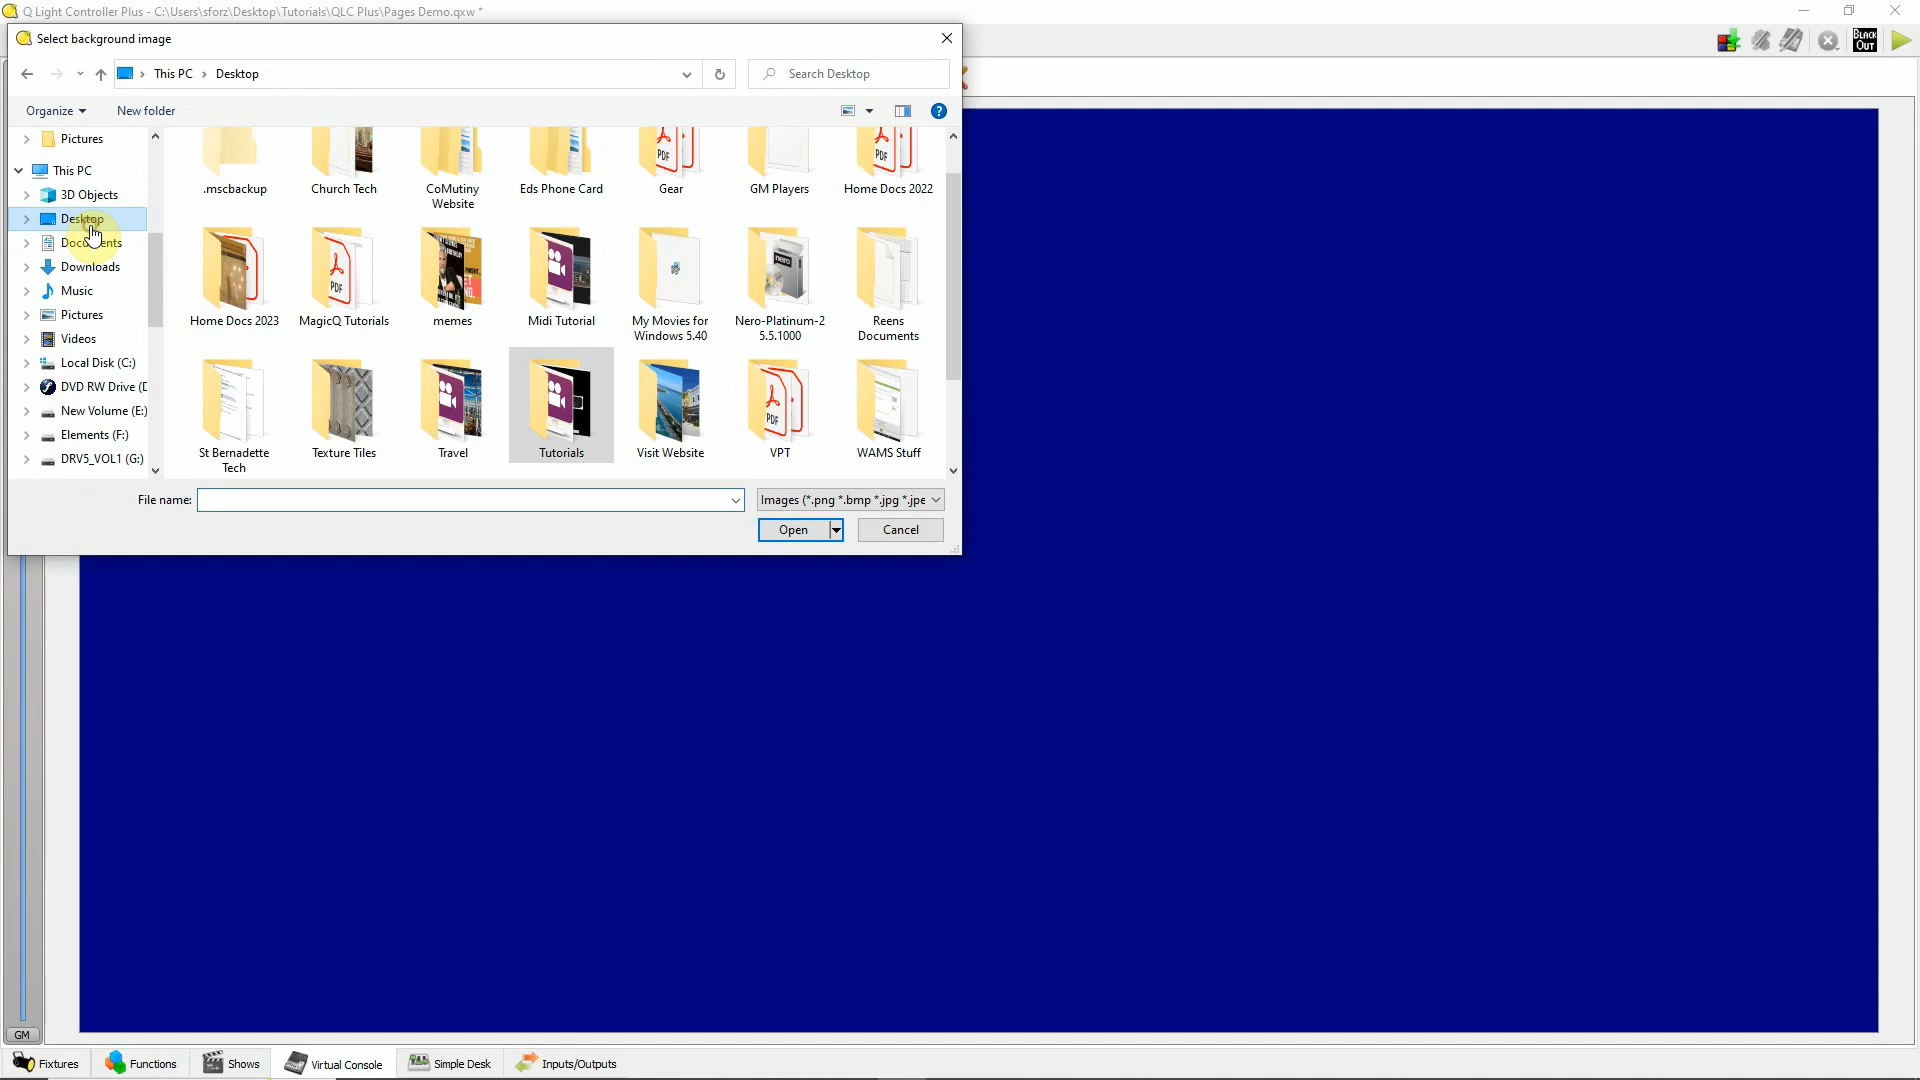 Q Light Controller Plus - C:\Users\sforz\Desktop\Tutorials\QLC Plus\Pages Demo.qxw *
Select background image
This PC > Desktop
Search Desktop
Organize
New folder
BLACK
OUT
Pictures
This PC
3D Objects
Desktop
Documents
Downloads
Music
Pictures
Videos
Local Disk (C:)
DVD RW Drive (D
New Volume (E:)
Elements (F:)
DRV5_VOL1 (G:)
.mscbackup
Church Tech
CoMutiny
Website
Eds Phone Card
Gear
GM Players
Home Docs 2022
Home Docs 2023
MagicQ Tutorials
memes
Midi Tutorial
My Movies for
Windows 5.40
Nero-Platinum-2
5.5.1000
Reens
Documents
St Bernadette
Tech
Texture Tiles
Travel
Tutorials
Visit Website
VPT
WAMS Stuff
File name:
Images (*.png *.bmp *.jpg *.jpe
Open
Cancel
GM
Fixtures
Functions
Shows
Virtual Console
Simple Desk
Inputs/Outputs